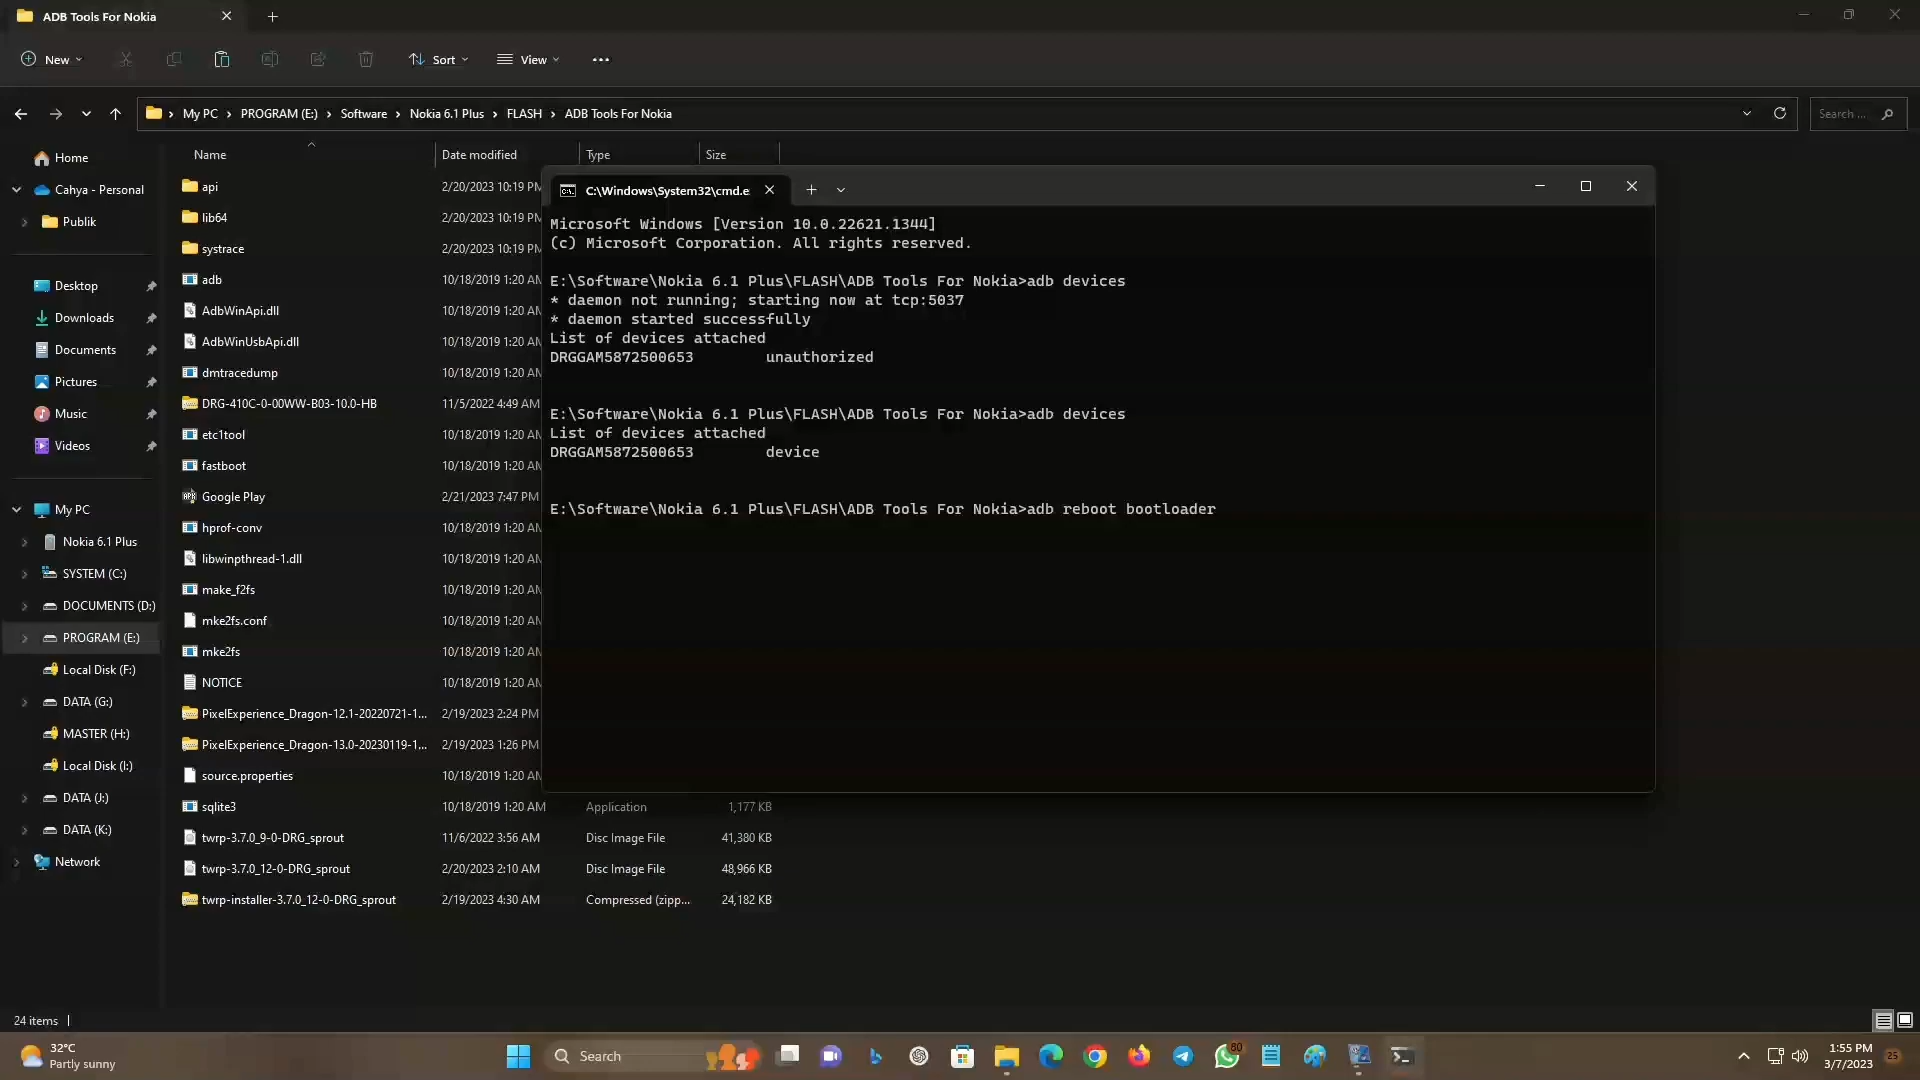 ADB Tools For Nokia
New
Sort
View
My PC > PROGRAM (E:) > Software > Nokia 6.1 Plus > FLASH > ADB Tools For Nokia
Search ...
Home
Cahya - Personal
Publik
Desktop
Downloads
Documents
Pictures
Music
Videos
My PC
Nokia 6.1 Plus
SYSTEM (C:)
DOCUMENTS (D:)
PROGRAM (E:)
Local Disk (F:)
DATA (G:)
MASTER (H:)
Local Disk (I:)
DATA (J:)
DATA (K:)
Network
Name Date modified Type Size
api 2/20/2023 10:19 PM
lib64 2/20/2023 10:19 PM
systrace 2/20/2023 10:19 PM
adb 10/18/2019 1:20 AM
AdbWinApi.dll 10/18/2019 1:20 AM
AdbWinUsbApi.dll 10/18/2019 1:20 AM
dmtracedump 10/18/2019 1:20 AM
DRG-410C-0-00WW-B03-10.0-HB 11/5/2022 4:49 AM
etc1tool 10/18/2019 1:20 AM
fastboot 10/18/2019 1:20 AM
Google Play 2/21/2023 7:47 PM
hprof-conv 10/18/2019 1:20 AM
libwinpthread-1.dll 10/18/2019 1:20 AM
make_f2fs 10/18/2019 1:20 AM
mke2fs.conf 10/18/2019 1:20 AM
mke2fs 10/18/2019 1:20 AM
NOTICE 10/18/2019 1:20 AM
PixelExperience_Dragon-12.1-20220721-1... 2/19/2023 2:24 PM
PixelExperience_Dragon-13.0-20230119-1... 2/19/2023 1:26 PM
source.properties 10/18/2019 1:20 AM
sqlite3 10/18/2019 1:20 AM Application 1,177 KB
twrp-3.7.0_9-0-DRG_sprout 11/6/2022 3:56 AM Disc Image File 41,380 KB
twrp-3.7.0_12-0-DRG_sprout 2/20/2023 2:10 AM Disc Image File 48,966 KB
twrp-installer-3.7.0_12-0-DRG_sprout 2/19/2023 4:30 AM Compressed (zipp... 24,182 KB
C:\Windows\System32\cmd.e
Microsoft Windows [Version 10.0.22621.1344]
(c) Microsoft Corporation. All rights reserved.
E:\Software\Nokia 6.1 Plus\FLASH\ADB Tools For Nokia>adb devices
* daemon not running; starting now at tcp:5037
* daemon started successfully
List of devices attached
DRGGAM5872500653 unauthorized
E:\Software\Nokia 6.1 Plus\FLASH\ADB Tools For Nokia>adb devices
List of devices attached
DRGGAM5872500653 device
E:\Software\Nokia 6.1 Plus\FLASH\ADB Tools For Nokia>adb reboot bootloader
24 items
32°C
Partly sunny
Search
80
1:55 PM
3/7/2023
25